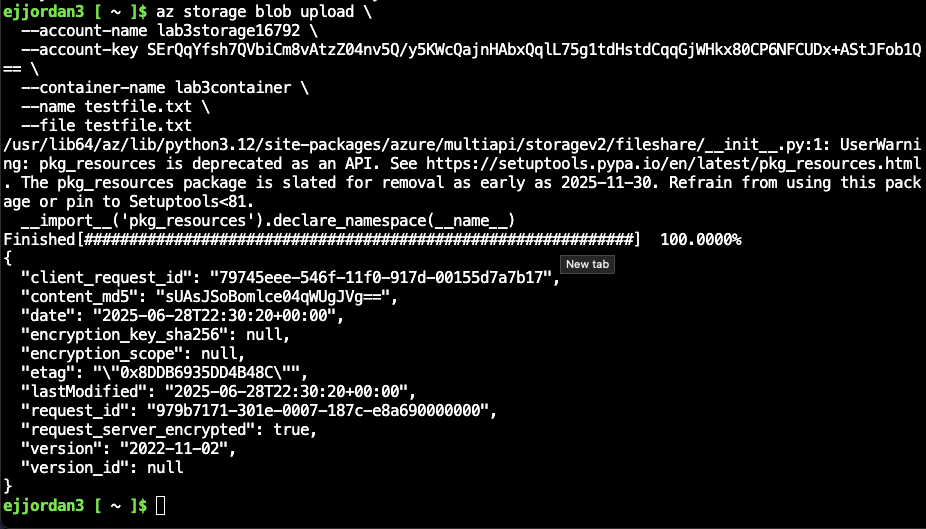 ejjordan3 [ ~ ]$ az storage blob upload \
  --account-name lab3storage16792 \
  --account-key SErQqYfsh7QVbiCm8vAtzZ04nv5Q/y5KWcQajnHAbxQqlL75g1tdHstdCqqGjWHkx80CP6NFCUDx+AStJFob1Q
== \
  --container-name lab3container \
  --name testfile.txt \
  --file testfile.txt
/usr/lib64/az/lib/python3.12/site-packages/azure/multiapi/storagev2/fileshare/__init__.py:1: UserWarni
ng: pkg_resources is deprecated as an API. See https://setuptools.pypa.io/en/latest/pkg_resources.html
. The pkg_resources package is slated for removal as early as 2025-11-30. Refrain from using this pack
age or pin to Setuptools<81.
  __import__('pkg_resources').declare_namespace(__name__)
Finished[#############################################################]  100.0000%
{
New tab
  "client_request_id": "79745eee-546f-11f0-917d-00155d7a7b17",
  "content_md5": "sUAsJSoBomlce04qWUgJVg==",
  "date": "2025-06-28T22:30:20+00:00",
  "encryption_key_sha256": null,
  "encryption_scope": null,
  "etag": "\"0x8DDB6935DD4B48C\"",
  "lastModified": "2025-06-28T22:30:20+00:00",
  "request_id": "979b7171-301e-0007-187c-e8a690000000",
  "request_server_encrypted": true,
  "version": "2022-11-02",
  "version_id": null
}
ejjordan3 [ ~ ]$